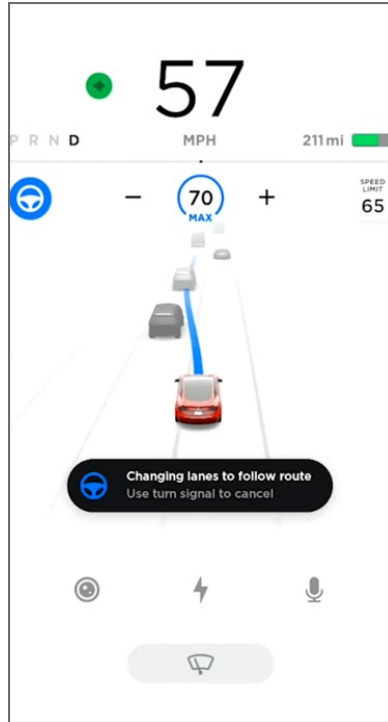 57
P R N D
MPH
211 mi
70
MAX
SPEED
LIMIT
65
Changing lanes to follow route
Use turn signal to cancel